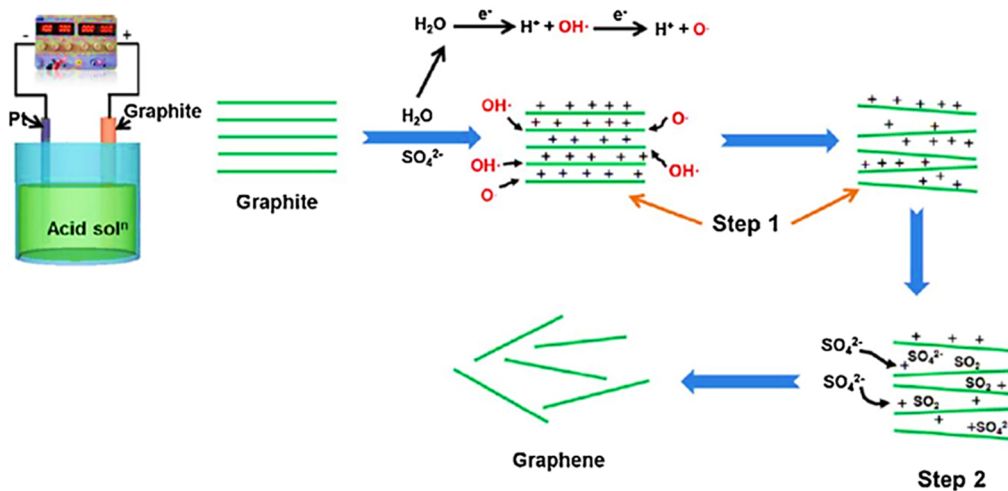 - +
Pt
Graphite
Acid solⁿ
Graphite
H₂O
SO₄²⁻
H₂O e⁻ H⁺ + OH· e⁻ H⁺ + O·
OH·
O·
OH·
OH·
O·
+ + + + + +
+ + + + +
+ + + + +
+ + + + + +
+ + + + +
Step 1
+ + + + +
+ +
+ + + +
+ + + + +
+ + +
SO₄²⁻
SO₄²⁻
+ + +
+ SO₄²⁻ SO₂
SO₂ +
+ SO₂ +
+ +SO₄²⁻
Step 2
Graphene